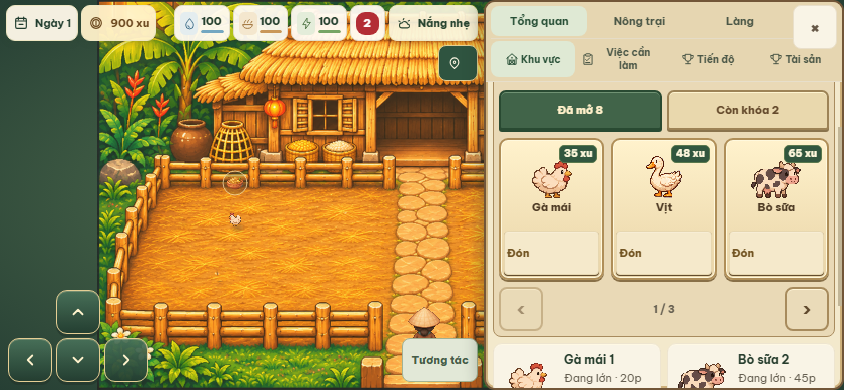 Ngày 1
900 xu
100
100
100
2
Nắng nhẹ
Tổng quan
Nông trại
Làng
×
Khu vực
Việc cần làm
Tiến độ
Tài sản
Đã mở 8
Còn khóa 2
35 xu
Gà mái
Đón
48 xu
Vịt
Đón
65 xu
Bò sữa
Đón
‹
1 / 3
›
Gà mái 1
Đang lớn · 20p
Bò sữa 2
Đang lớn · 45p
Tương tác